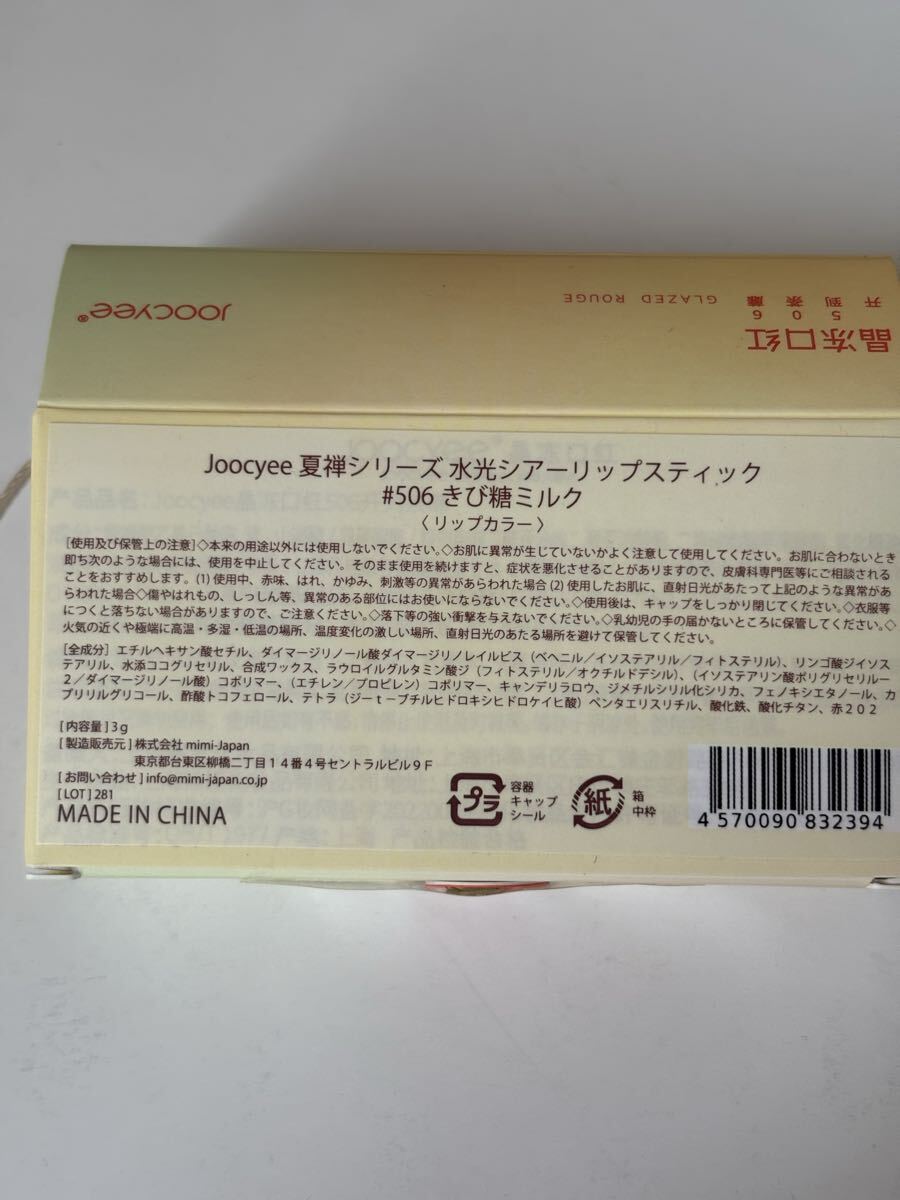 JOOCYEE®
GLAZED ROUGE
晶冻口红
506
开到荼蘼
Joocyee 夏禅シリーズ 水光シアーリップスティック
#506 きび糖ミルク
〈リップカラー〉
[使用及び保管上の注意]◇本来の用途以外には使用しないでください。◇お肌に異常が生じていないかよく注意して使用してください。お肌に合わないとき
即ち次のような場合には、使用を中止してください。そのまま使用を続けますと、症状を悪化させることがありますので、皮膚科専門医等にご相談される
ことをおすすめします。(1) 使用中、赤味、はれ、かゆみ、刺激等の異常があらわれた場合 (2) 使用したお肌に、直射日光があたって上記のような異常があ
らわれた場合◇傷やはれもの、しっしん等、異常のある部位にはお使いにならないでください。◇使用後は、キャップをしっかり閉じてください。◇衣服等
につくと落ちない場合がありますので、ご注意ください。◇落下等の強い衝撃を与えないでください。◇乳幼児の手の届かないところに保管してください。◇
火気の近くや極端に高温・多湿・低温の場所、温度変化の激しい場所、直射日光のあたる場所を避けて保管してください。
[全成分] エチルヘキサン酸セチル、ダイマージリノール酸ダイマージリノレイルビス（ベヘニル／イソステアリル／フィトステリル）、リンゴ酸ジイソス
テアリル、水添ココグリセリル、合成ワックス、ラウロイルグルタミン酸ジ（フィトステリル／オクチルドデシル）、（イソステアリン酸ポリグリセリル－
２／ダイマージリノール酸）コポリマー、（エチレン／プロピレン）コポリマー、キャンデリラロウ、ジメチルシリル化シリカ、フェノキシエタノール、カ
プリリルグリコール、酢酸トコフェロール、テトラ（ジーｔ－ブチルヒドロキシヒドロケイヒ酸）ペンタエリスリチル、酸化鉄、酸化チタン、赤２０２
[ 内容量 ] 3g
[ 製造販売元 ] 株式会社 mimi-Japan
東京都台東区柳橋二丁目１４番４号セントラルビル９Ｆ
[ お問い合わせ ] info@mimi-japan.co.jp
[ LOT ] 281
MADE IN CHINA
プラ
容器
キャップ
シール
紙
箱
中枠
4 570090 832394